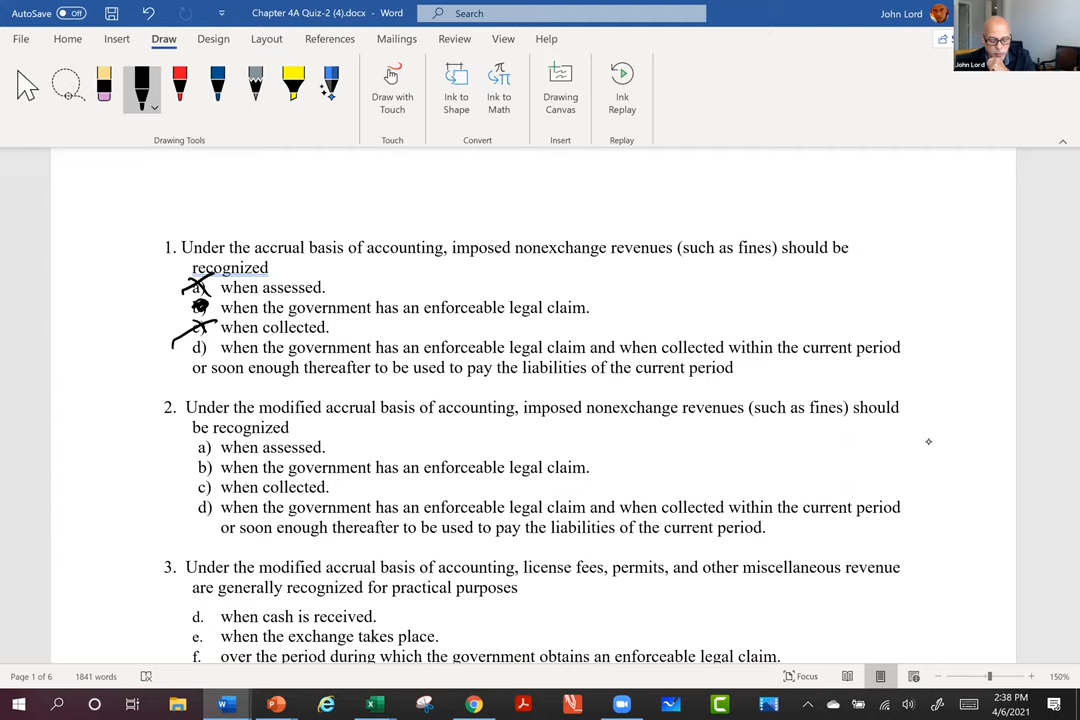 AutoSave Off Chapter 4A Quiz-2 (4).docx - Word Search John Lord
File Home Insert Draw Design Layout References Mailings Review View Help
John Lord
Draw with Touch Ink to Shape Ink to Math Drawing Canvas Ink Replay
Drawing Tools Touch Convert Insert Replay
1. Under the accrual basis of accounting, imposed nonexchange revenues (such as fines) should be
recognized
a) when assessed.
when the government has an enforceable legal claim.
c) when collected.
d) when the government has an enforceable legal claim and when collected within the current period
or soon enough thereafter to be used to pay the liabilities of the current period
2. Under the modified accrual basis of accounting, imposed nonexchange revenues (such as fines) should
be recognized
a) when assessed.
b) when the government has an enforceable legal claim.
c) when collected.
d) when the government has an enforceable legal claim and when collected within the current period
or soon enough thereafter to be used to pay the liabilities of the current period.
3. Under the modified accrual basis of accounting, license fees, permits, and other miscellaneous revenue
are generally recognized for practical purposes
d. when cash is received.
e. when the exchange takes place.
f. over the period during which the government obtains an enforceable legal claim.
Page 1 of 6 1841 words Focus 150%
2:38 PM
4/6/2021